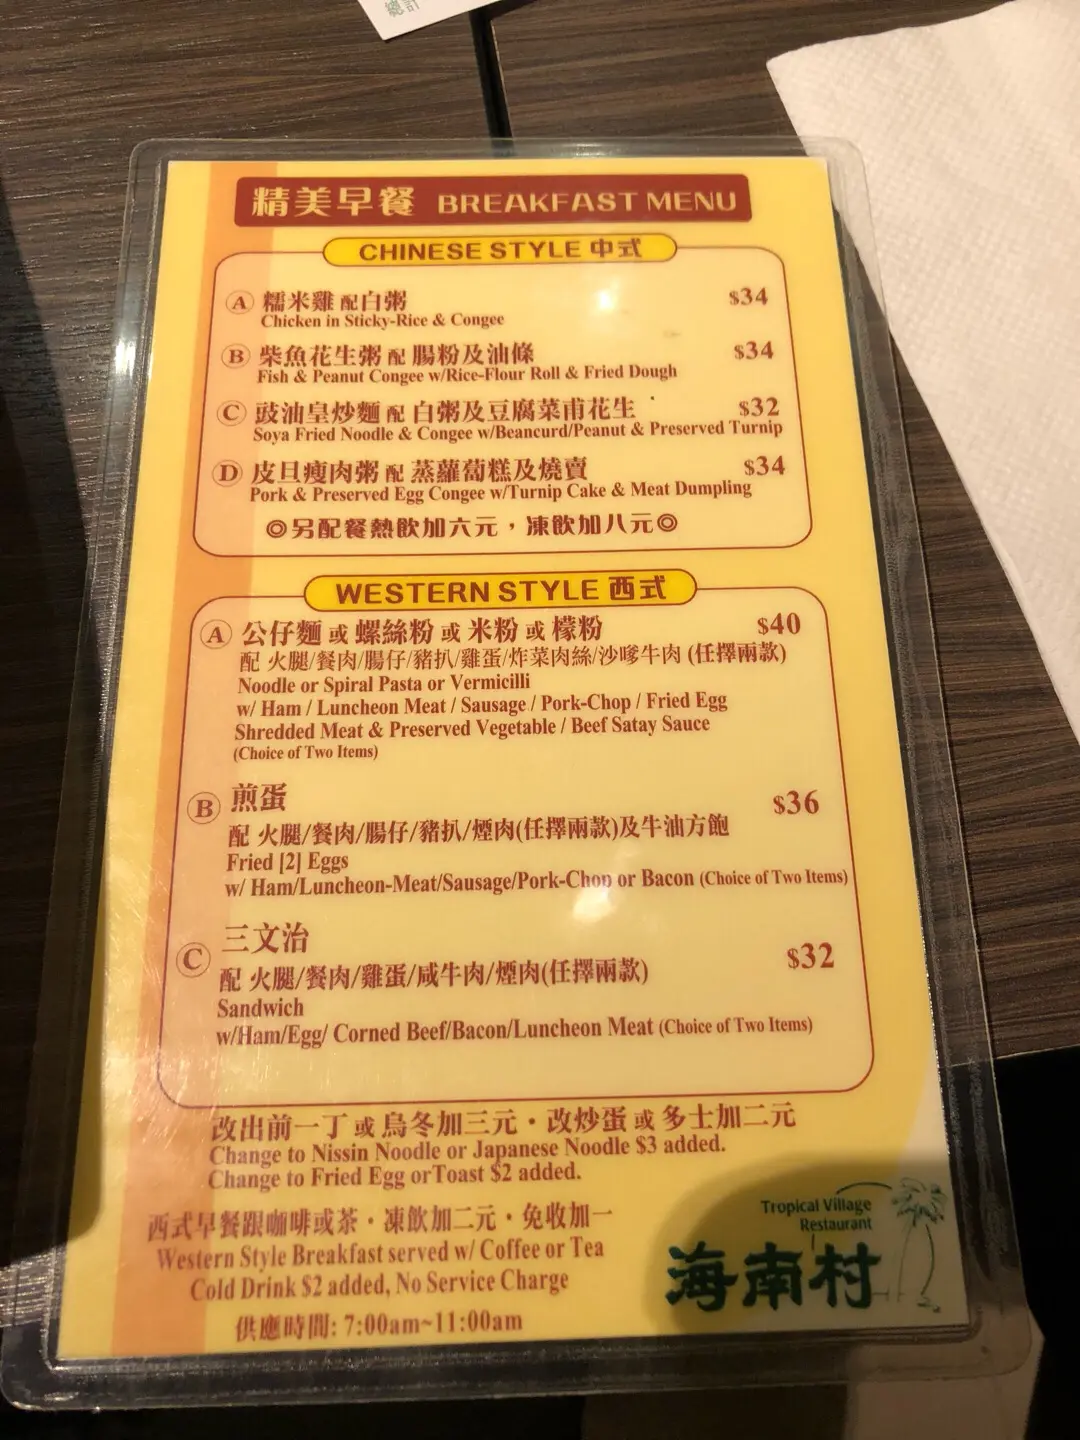 精美早餐 BREAKFAST MENU
CHINESE STYLE 中式
A 糯米雞 配 白粥 $34
Chicken in Sticky-Rice & Congee
B 柴魚花生粥 配 腸粉及油條 $34
Fish & Peanut Congee w/Rice-Flour Roll & Fried Dough
C 豉油皇炒麵 配 白粥及豆腐菜甫花生 $32
Soya Fried Noodle & Congee w/Beancurd/Peanut & Preserved Turnip
D 皮旦瘦肉粥 配 蒸蘿蔔糕及燒賣 $34
Pork & Preserved Egg Congee w/Turnip Cake & Meat Dumpling
◎另配餐熱飲加六元，凍飲加八元◎
WESTERN STYLE 西式
A 公仔麵 或 螺絲粉 或 米粉 或 檬粉 $40
配 火腿/餐肉/腸仔/豬扒/雞蛋/炸菜肉絲/沙嗲牛肉 (任擇兩款)
Noodle or Spiral Pasta or Vermicilli
w/ Ham / Luncheon Meat / Sausage / Pork-Chop / Fried Egg
Shredded Meat & Preserved Vegetable / Beef Satay Sauce
(Choice of Two Items)
B 煎蛋 $36
配 火腿/餐肉/腸仔/豬扒/煙肉(任擇兩款)及牛油方飽
Fried [2] Eggs
w/ Ham/Luncheon-Meat/Sausage/Pork-Chop or Bacon (Choice of Two Items)
C 三文治 $32
配 火腿/餐肉/雞蛋/咸牛肉/煙肉(任擇兩款)
Sandwich
w/Ham/Egg/ Corned Beef/Bacon/Luncheon Meat (Choice of Two Items)
改出前一丁 或 烏冬加三元・改炒蛋 或 多士加二元
Change to Nissin Noodle or Japanese Noodle $3 added.
Change to Fried Egg orToast $2 added.
西式早餐跟咖啡或茶・凍飲加二元・免收加一
Western Style Breakfast served w/ Coffee or Tea
Cold Drink $2 added, No Service Charge
供應時間: 7:00am~11:00am
Tropical Village
Restaurant
海南村